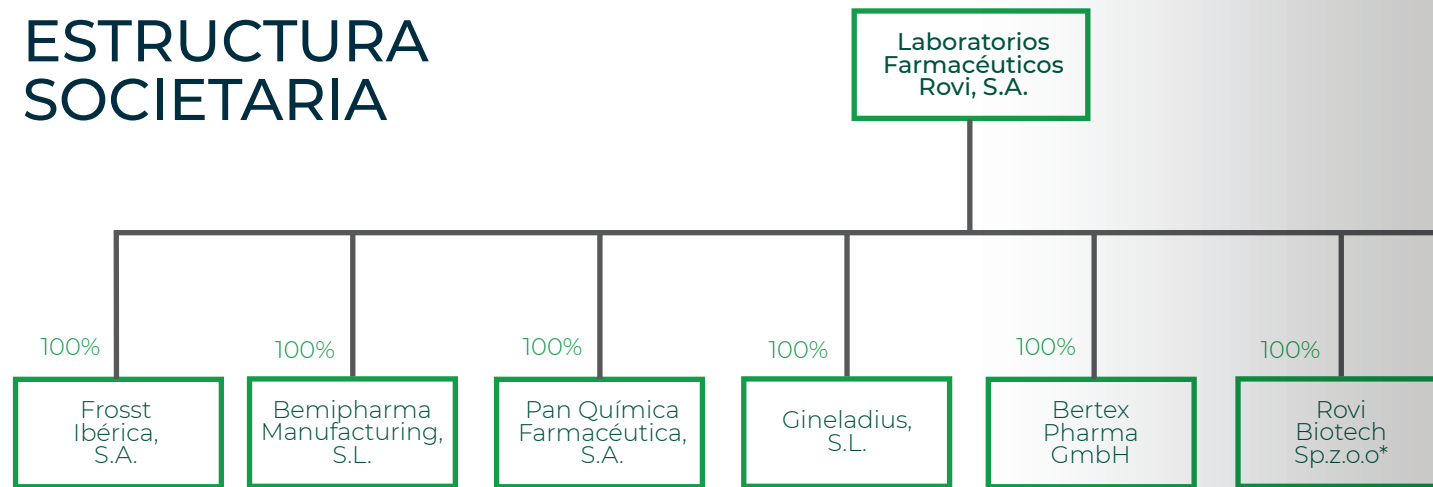 ESTRUCTURA
SOCIETARIA
Laboratorios
Farmacéuticos
Rovi, S.A.
100%
100%
100%
100%
100%
100%
Frosst
Ibérica,
S.A.
Bemipharma
Manufacturing,
S.L.
Pan Química
Farmacéutica,
S.A.
Gineladius,
S.L.
Bertex
Pharma
GmbH
Rovi
Biotech
Sp.z.o.o*